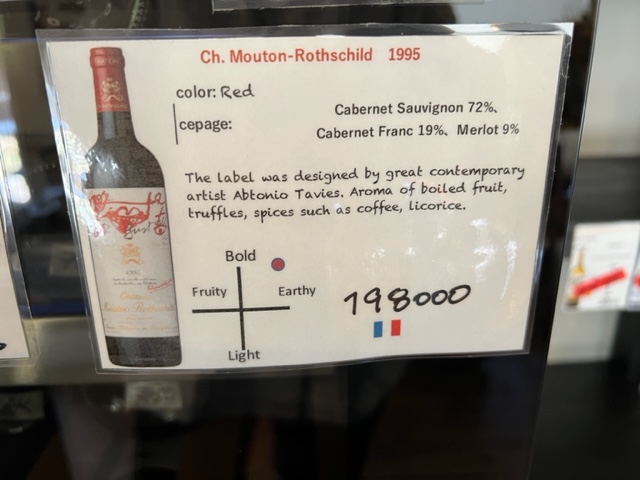 Ch. Mouton-Rothschild 1995
color: Red
cepage:
Cabernet Sauvignon 72%、
Cabernet Franc 19%、Merlot 9%
The label was designed by great contemporary
artist Abtonio Tavies. Aroma of boiled fruit,
truffles, spices such as coffee, licorice.
Bold
Fruity
Earthy
Light
198000